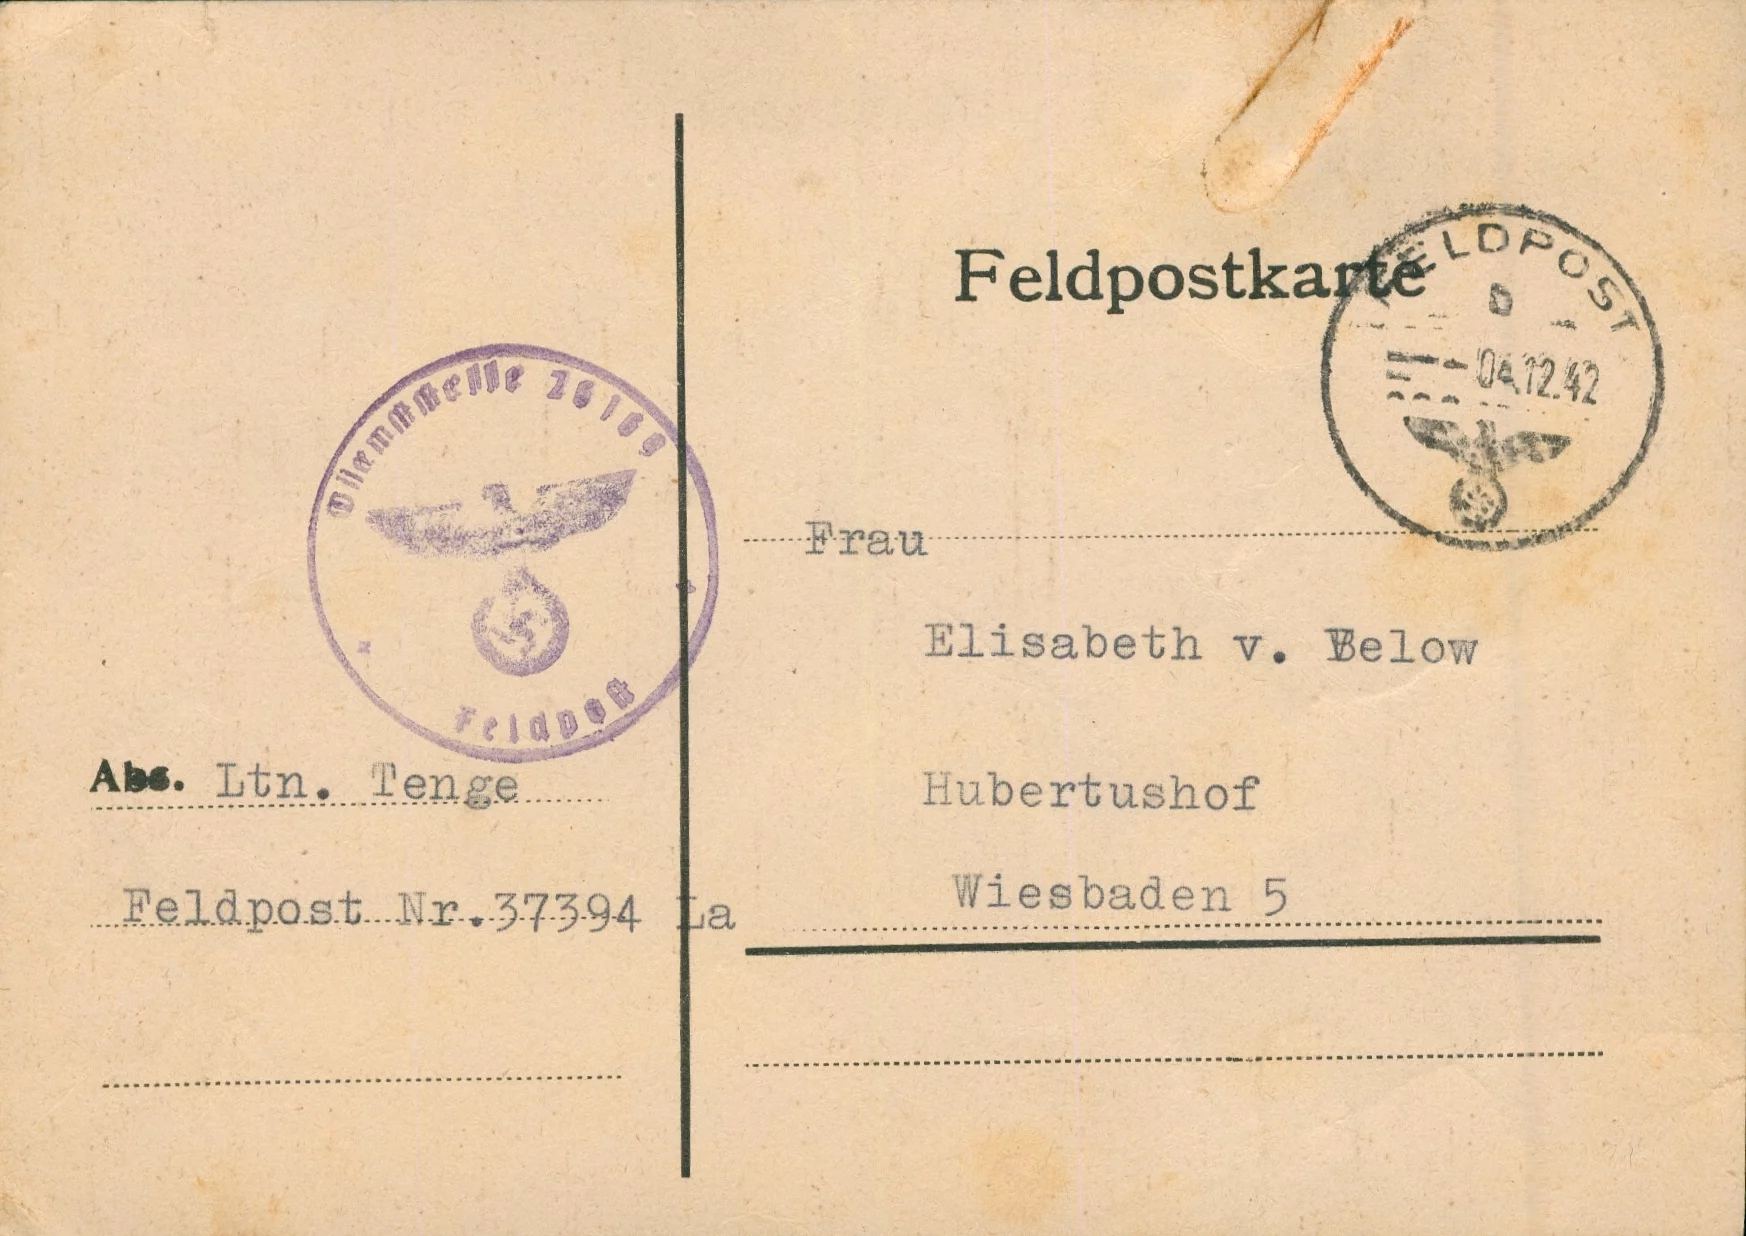 Feldpostkarte
FELDPOST
b
04.12.42
Dienststelle 26169
Feldpost
Abs. Ltn. Tenge
Feldpost Nr.37394 La
Frau
Elisabeth v. Below
Hubertushof
Wiesbaden 5